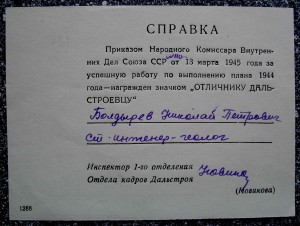 СПРАВКА
Приказом Народного Комиссара Внутрен-
них Дел Союза ССР от 13 марта 1945 года за
успешную работу по выполнению плана 1944
года—награжден значком „ОТЛИЧНИКУ ДАЛЬ-
СТРОЕВЦУ"
Болдырев Николай Петрович
Ст. инженер-геолог
Инспектор 1-го отделения
Отдела кадров Дальстроя
(Новикова)
1266